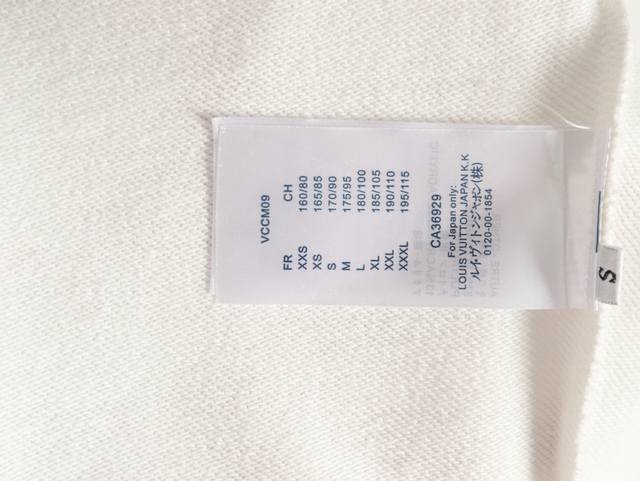 VCCM09
FR CH
XXS 160/80
XS 165/85
S 170/90
M 175/95
L 180/100
XL 185/105
XXL 190/110
XXXL 195/115
CA36929
For Japan only:
LOUIS VUITTON JAPAN K.K
ルイ・ヴィトンジャポン(株)
0120-00-1854
S